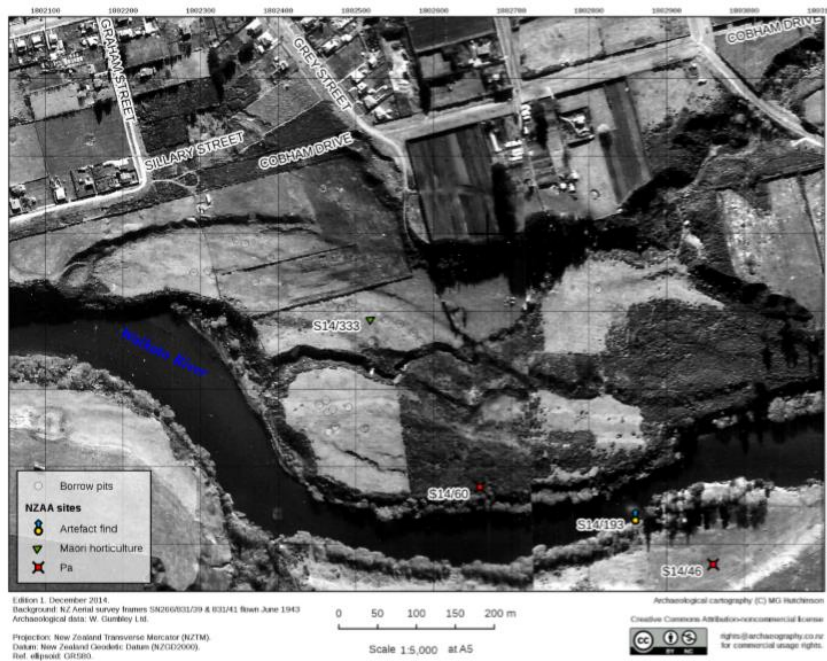 1802100 1802200 1802300 1802400 1802500 1802600 1802700 1802800 1802900 1803000
GRAHAM STREET
GREY STREET
COBHAM DRIVE
SILLARY STREET
COBHAM DRIVE
S14/333
Waikato River
S14/60
S14/193
S14/46
Borrow pits
NZAA sites
Artefact find
Maori horticulture
Pa
Edition 1. December 2014.
Background: NZ Aerial survey frames SN266/831/39 & 831/41 flown June 1943
Archaeological data: W. Gumbley Ltd.
Projection: New Zealand Transverse Mercator (NZTM).
Datum: New Zealand Geodetic Datum (NZGD2000).
Ref. ellipsoid: GRS80.
0 50 100 150 200 m
Scale 1:5,000 at A5
Archaeological cartography (C) MG Hutchinson
Creative Commons Attribution-noncommercial license
cc BY NC
rights@archaeography.co.nz
for commercial usage rights.